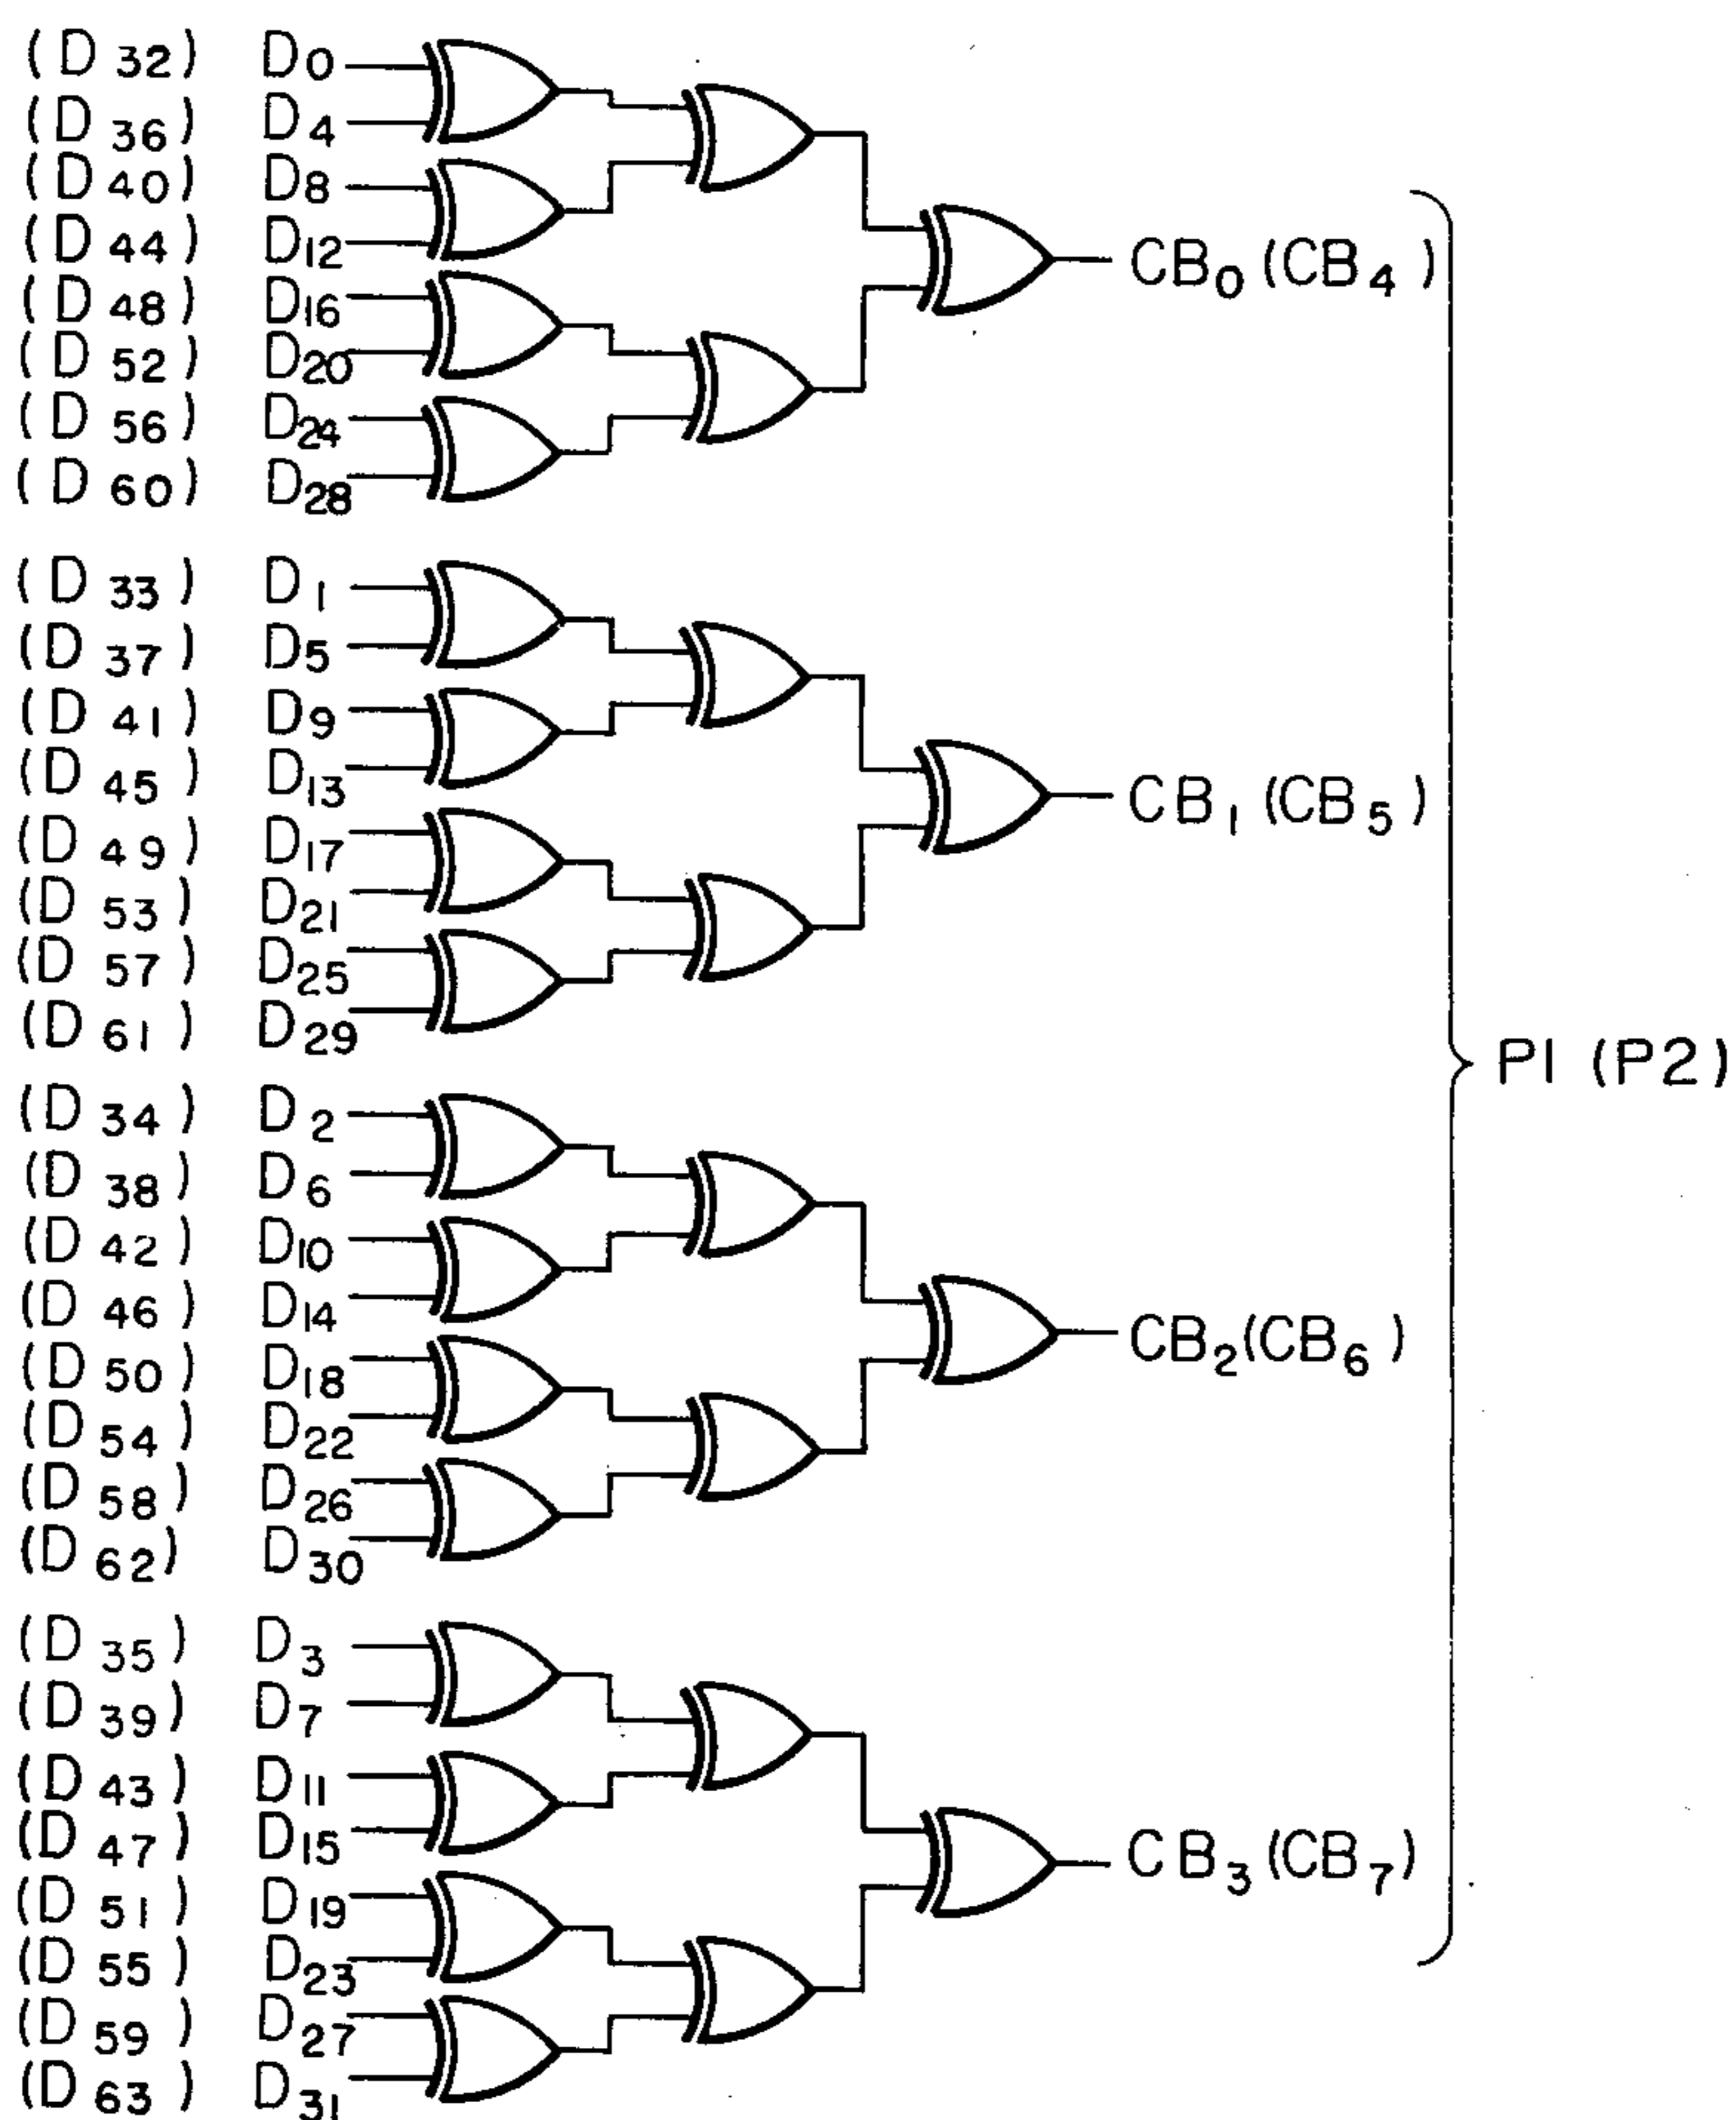 (D32) D0
(D36) D4
(D40) D8
(D44) D12
CB0 (CB4)
(D48) D16
(D52) D20
(D56) D24
(D60) D28
(D33) D1
(D37) D5
(D41) D9
(D45) D13
CB1 (CB5)
(D49) D17
(D53) D21
(D57) D25
(D61) D29
P1 (P2)
(D34) D2
(D38) D6
(D42) D10
(D46) D14
CB2 (CB6)
(D50) D18
(D54) D22
(D58) D26
(D62) D30
(D35) D3
(D39) D7
(D43) D11
(D47) D15
CB3 (CB7)
(D51) D19
(D55) D23
(D59) D27
(D63) D31